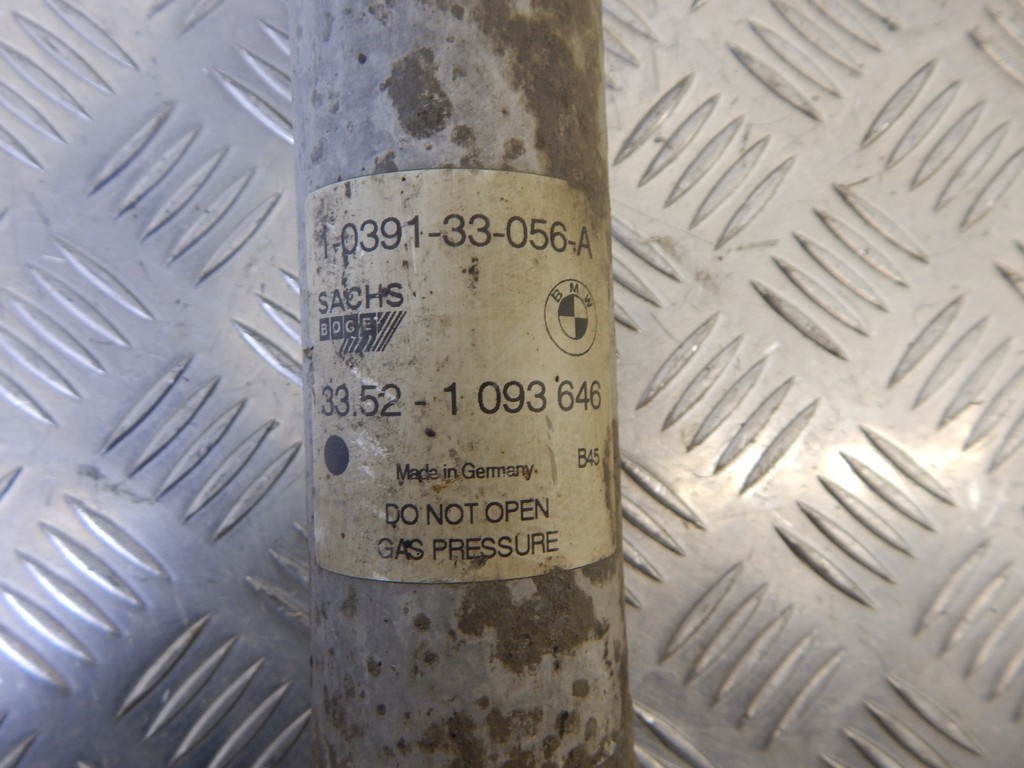 1-0391-33-056-A
SACHS
BOGE
BMW
33.52 - 1 093 646
B45
Made in Germany
DO NOT OPEN
GAS PRESSURE